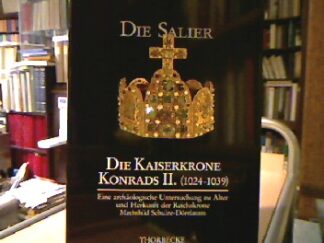 DIE SALIER
DIE KAISERKRONE
KONRADS II. (1024-1039)
Eine archäologische Untersuchung zu Alter
und Herkunft der Reichskrone
Mechthild Schulze-Dörrlamm
THORBECKE